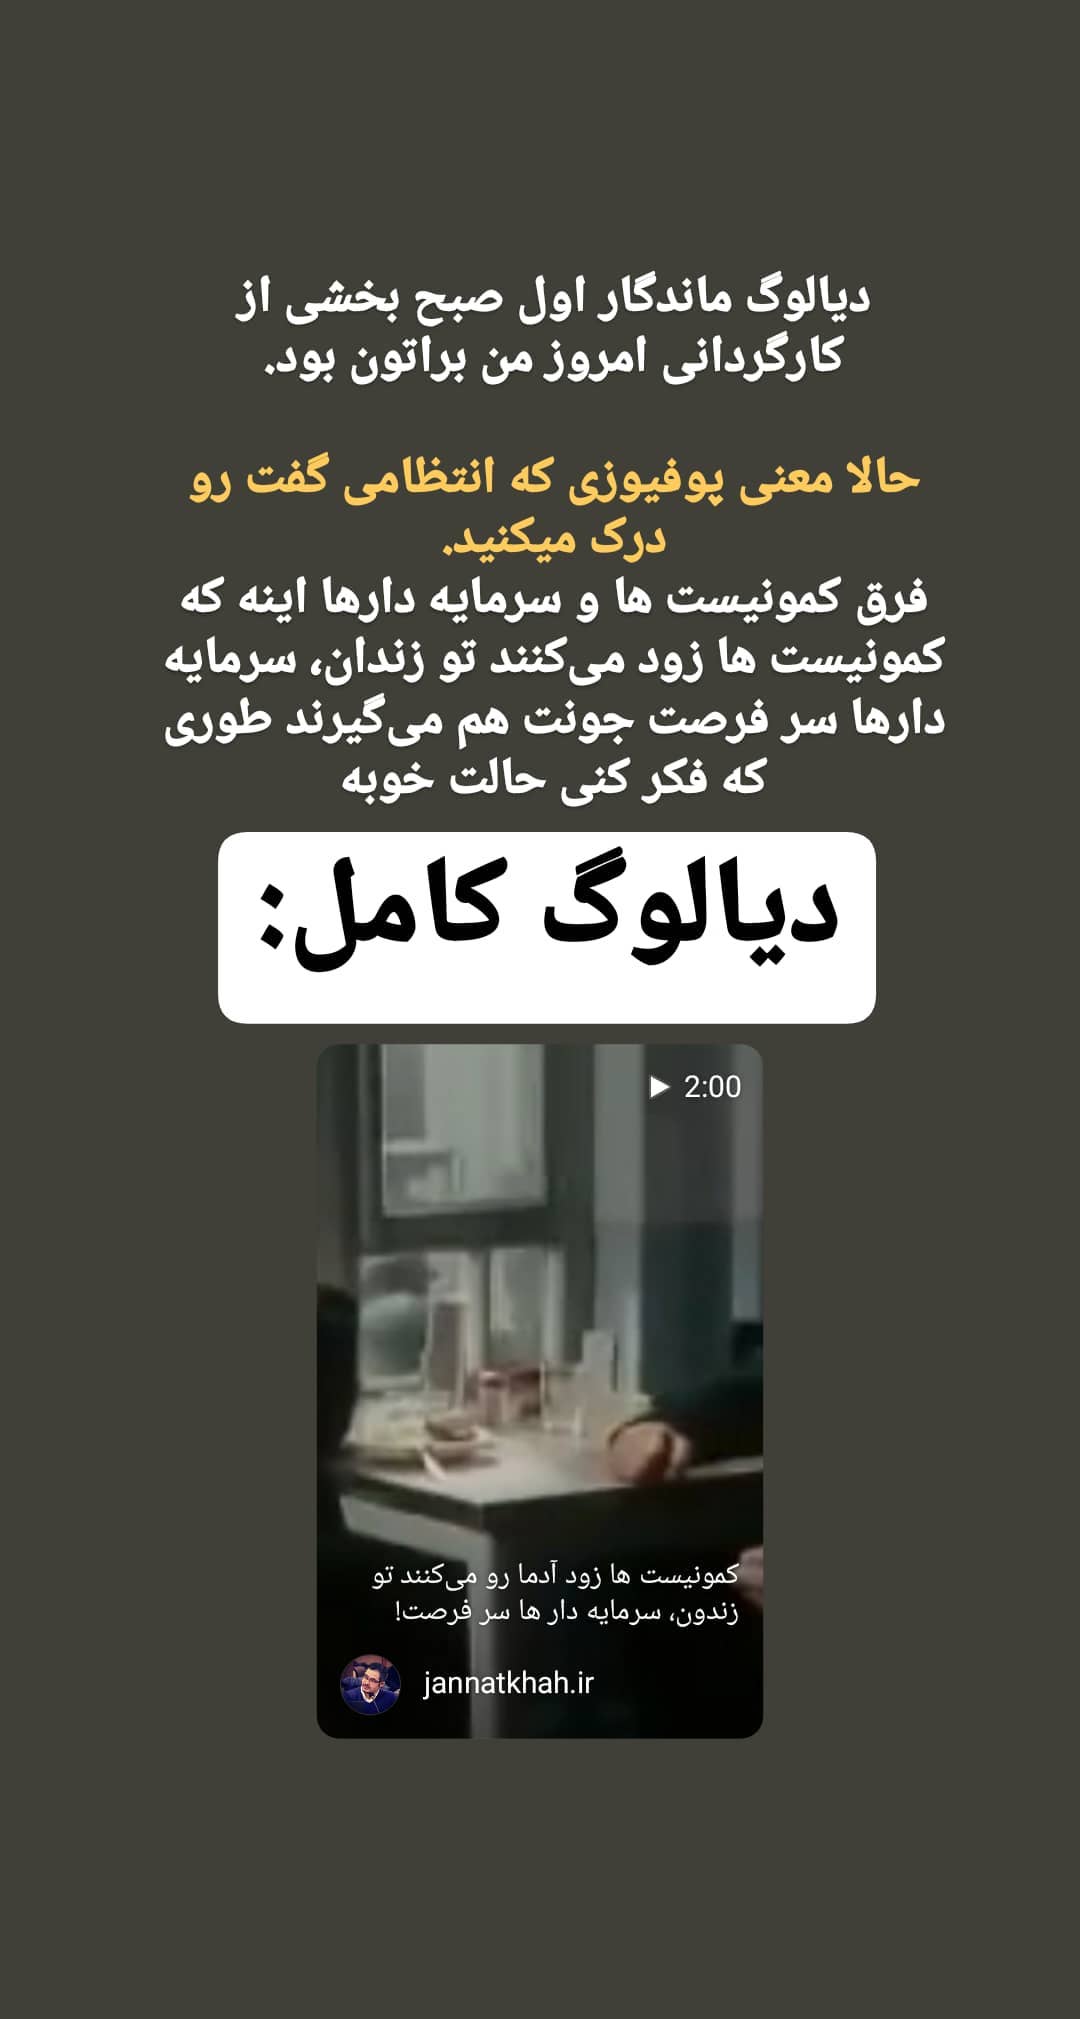 دیالوگ ماندگار اول صبح بخشی از
کارگردانی امروز من براتون بود.
حالا معنی پوفیوزی که انتظامی گفت رو
درک میکنید.
فرق کمونیست ها و سرمایه دارها اینه که
کمونیست ها زود می‌کنند تو زندان، سرمایه
دارها سر فرصت جونت هم می‌گیرند طوری
که فکر کنی حالت خوبه
دیالوگ کامل:
2:00
کمونیست ها زود آدما رو می‌کنند تو
زندون، سرمایه دار ها سر فرصت!
jannatkhah.ir